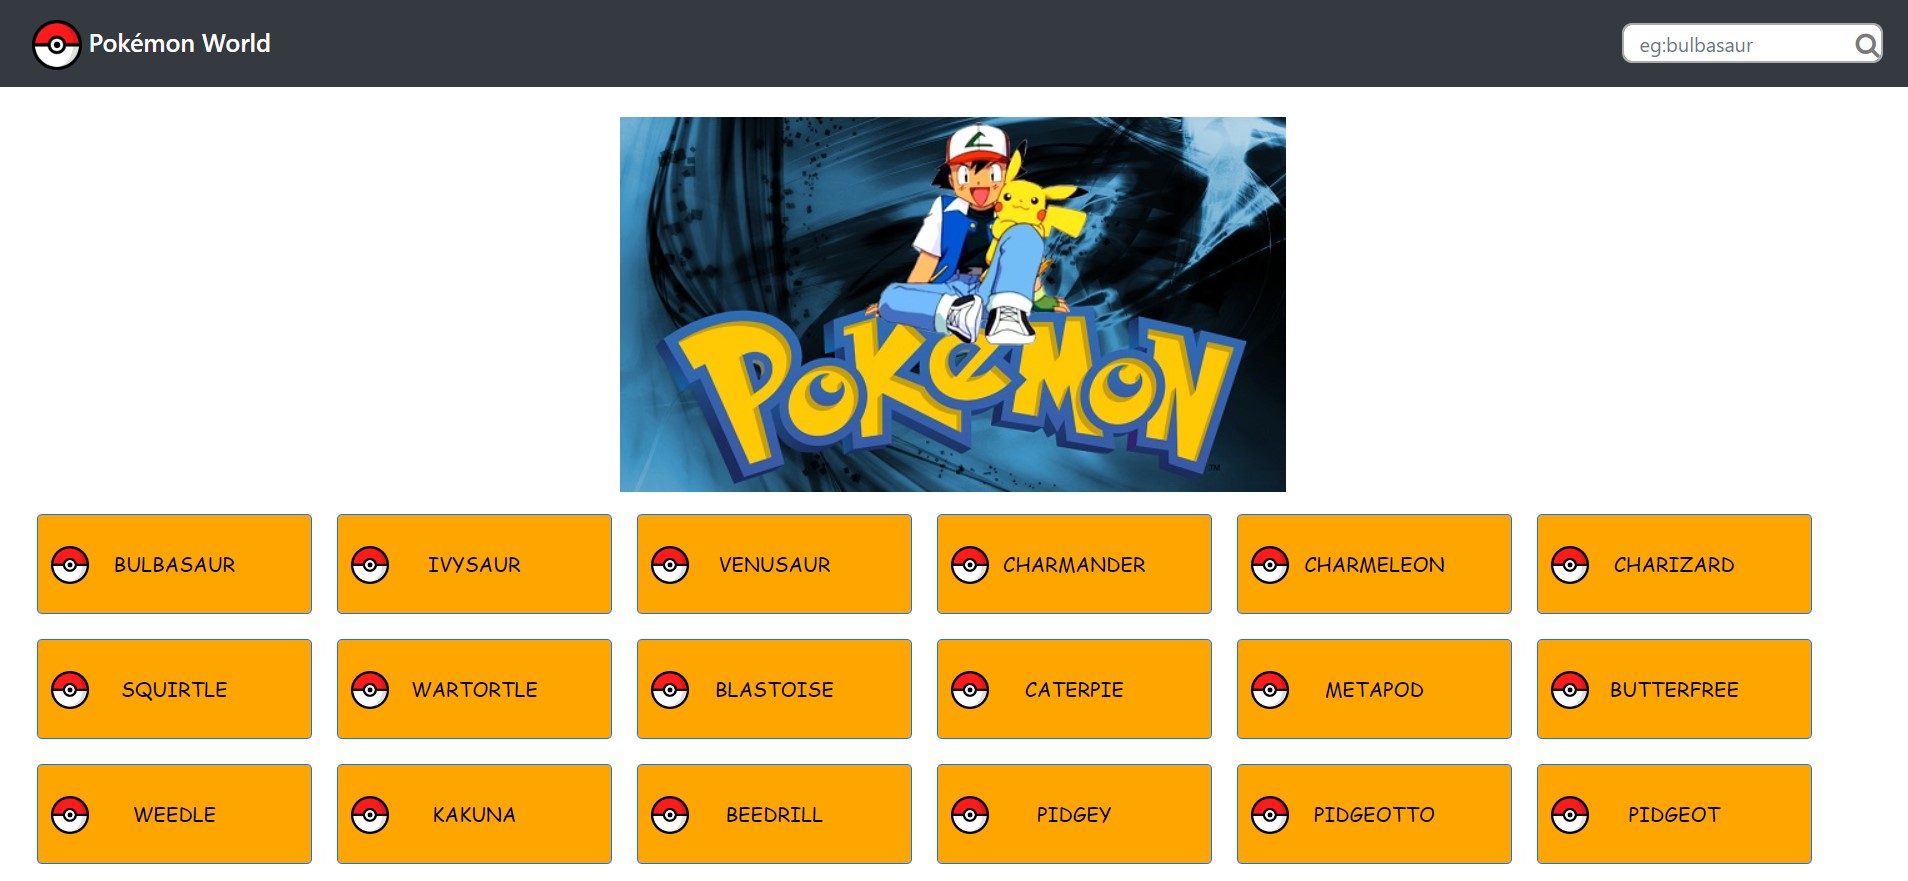 Pokémon World
eg:bulbasaur
POKéMON
TM
BULBASAUR
IVYSAUR
VENUSAUR
CHARMANDER
CHARMELEON
CHARIZARD
SQUIRTLE
WARTORTLE
BLASTOISE
CATERPIE
METAPOD
BUTTERFREE
WEEDLE
KAKUNA
BEEDRILL
PIDGEY
PIDGEOTTO
PIDGEOT